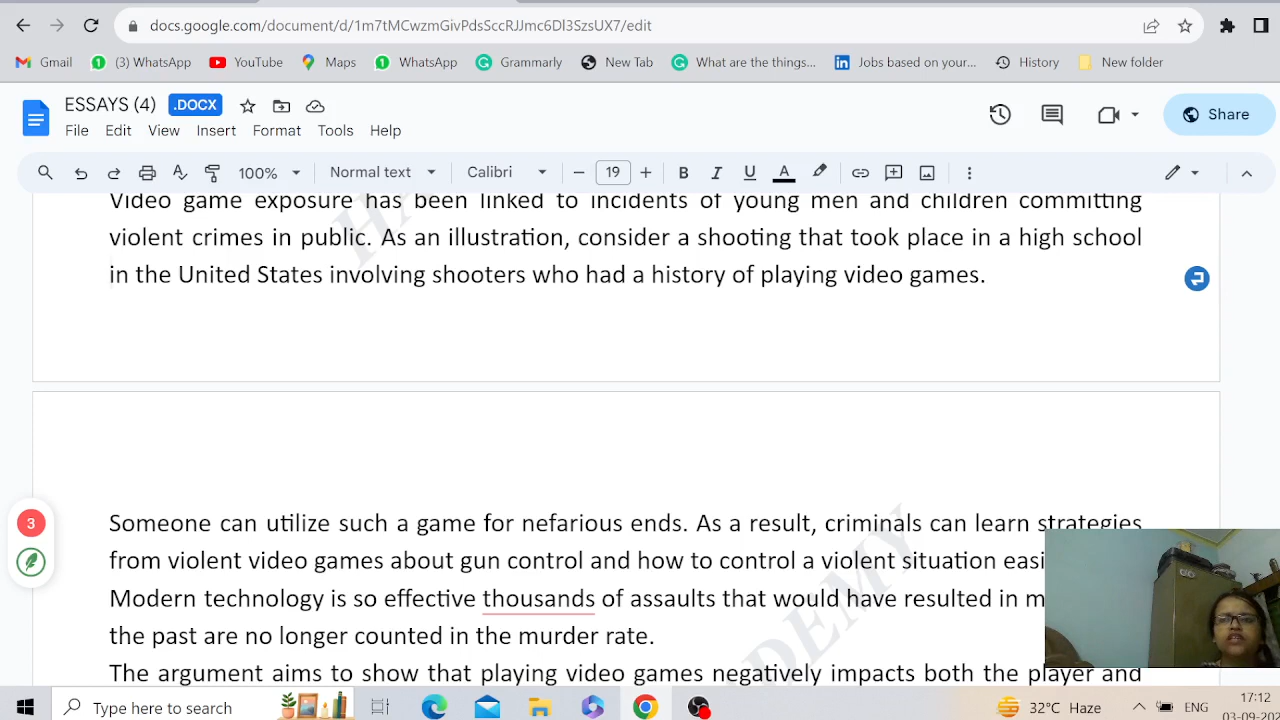 docs.google.com/document/d/1m7tMCwzmGivPdsSccRJJmc6Dl3SzsUX7/edit
Gmail (3) WhatsApp YouTube Maps WhatsApp Grammarly New Tab What are the things... Jobs based on your... History New folder
ESSAYS (4) .DOCX
Share
File Edit View Insert Format Tools Help
100% Normal text Calibri 19 B I U A
Video game exposure has been linked to incidents of young men and children committing
violent crimes in public. As an illustration, consider a shooting that took place in a high school
in the United States involving shooters who had a history of playing video games.
Someone can utilize such a game for nefarious ends. As a result, criminals can learn strategies
3
from violent video games about gun control and how to control a violent situation
Modern technology is so effective thousands of assaults that would have resulted in
the past are no longer counted in the murder rate.
DEMY
The argument aims to show that playing video games negatively impacts both the player and
Type here to search
32°C Haze
ENG
17:12